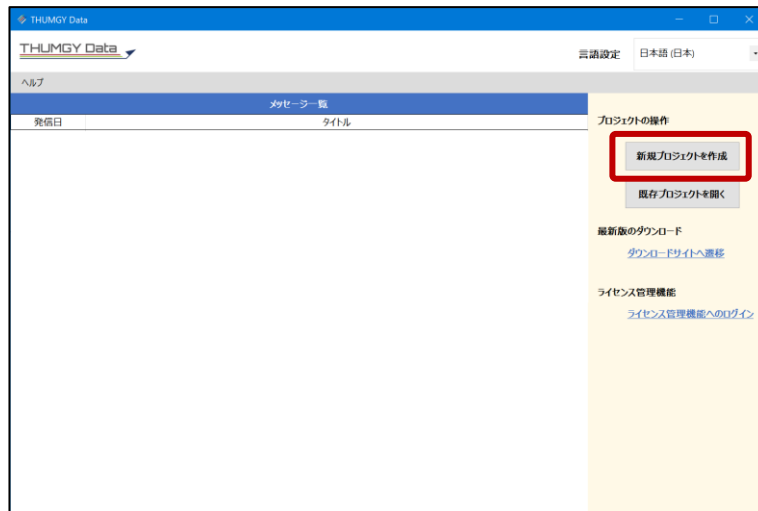 THUMGY Data
THUMGY Data
言語設定
日本語 (日本)
ヘルプ
メッセージ一覧
発信日
タイトル
プロジェクトの操作
新規プロジェクトを作成
既存プロジェクトを開く
最新版のダウンロード
ダウンロードサイトへ遷移
ライセンス管理機能
ライセンス管理機能へのログイン